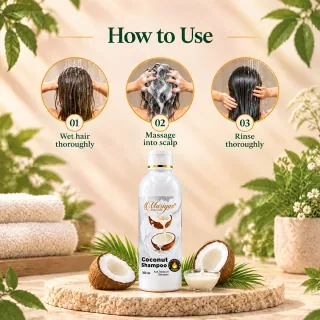 How to Use
01
Wet hair
thoroughly
02
Massage
into scalp
03
Rinse
thoroughly
Coconut
Shampoo